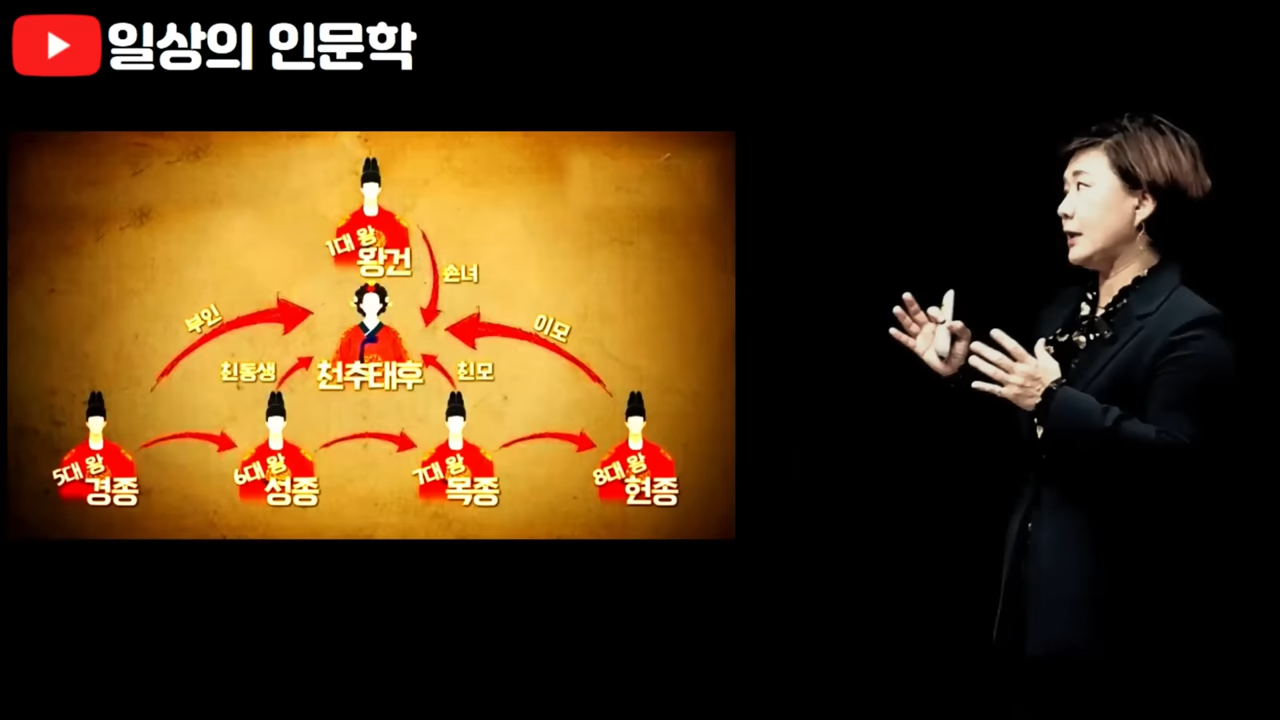 일상의 인문학
1대 왕
왕건
손녀
부인
이모
친동생
천추태후
친모
5대 왕
경종
6대 왕
성종
7대 왕
목종
8대 왕
현종